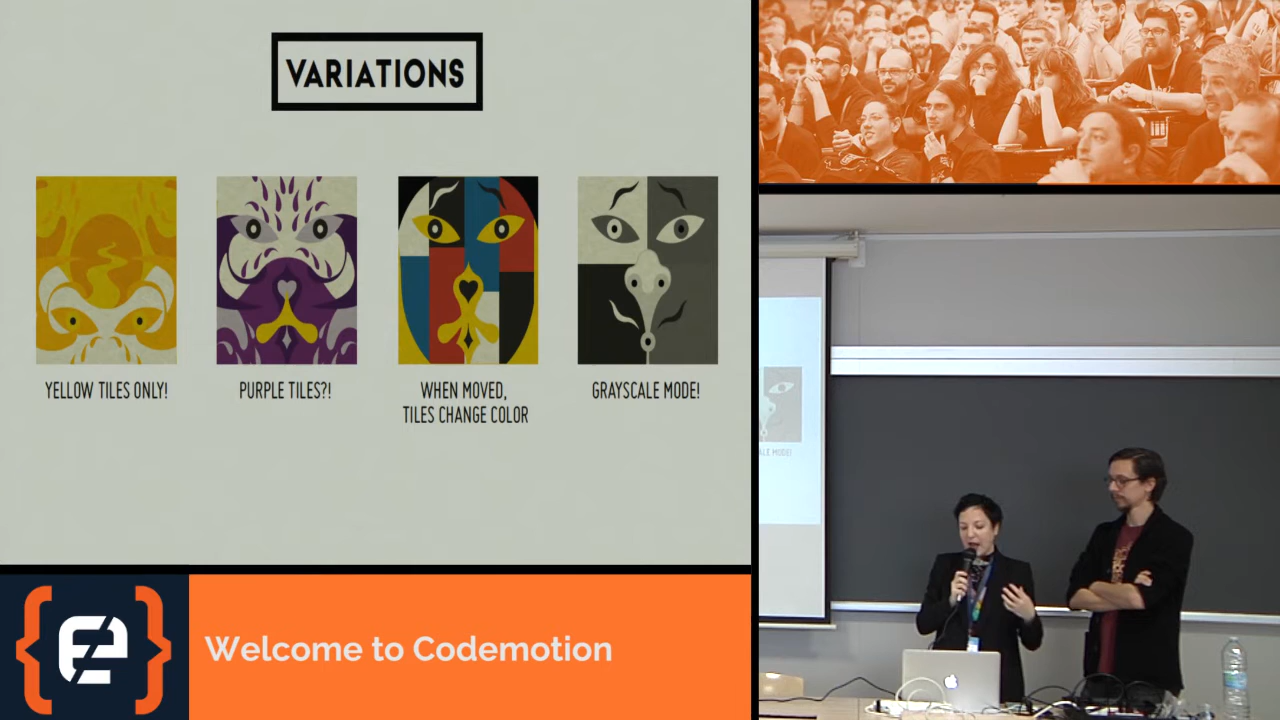 VARIATIONS
YELLOW TILES ONLY!
PURPLE TILES?!
WHEN MOVED,
TILES CHANGE COLOR
GRAYSCALE MODE!
Welcome to Codemotion